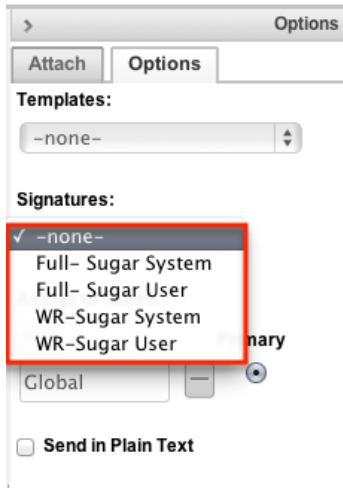 > Options
Attach Options
Templates:
-none-
Signatures:
✓ -none-
Full- Sugar System
Full- Sugar User
WR-Sugar System
WR-Sugar User
mary
Global
Send in Plain Text